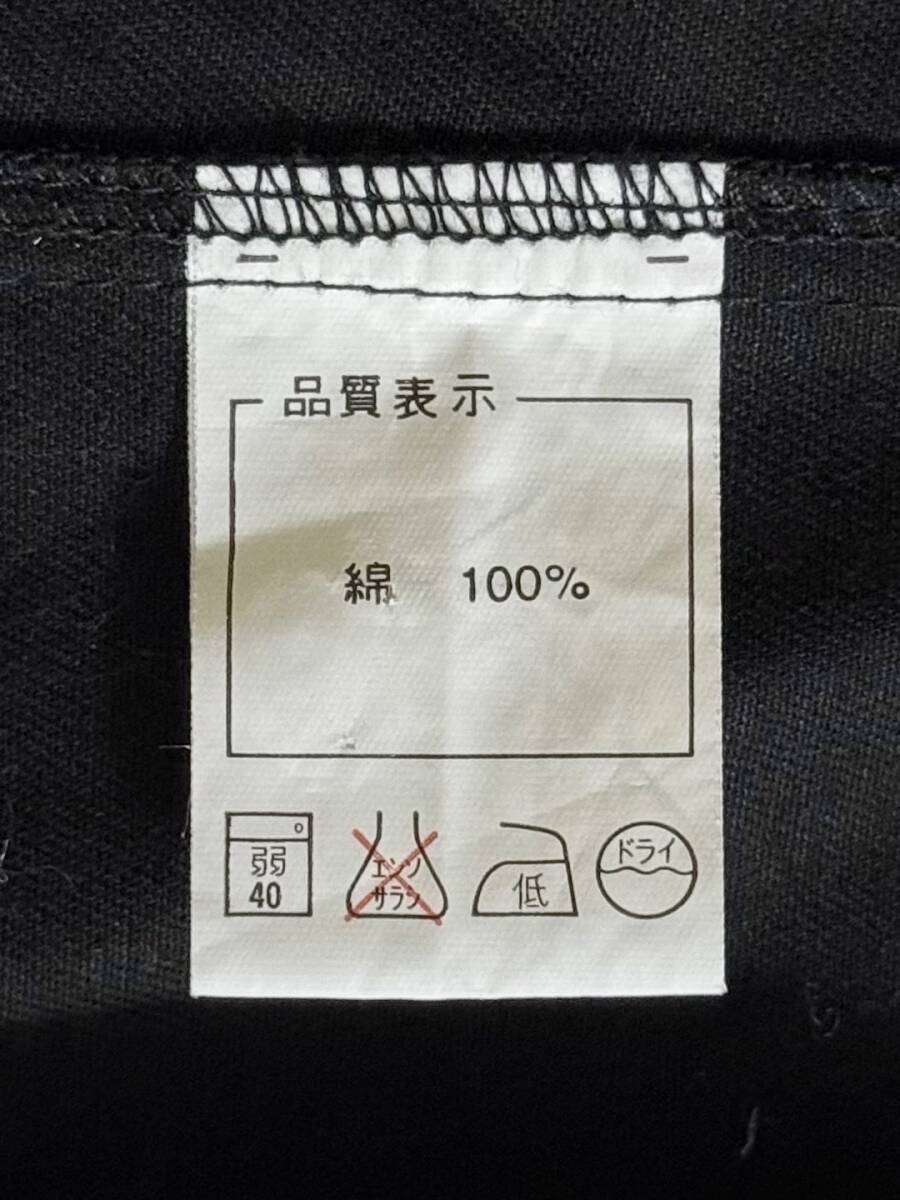 品質表示
綿 100%
弱
40
エンソ
サラシ
低
ドライ